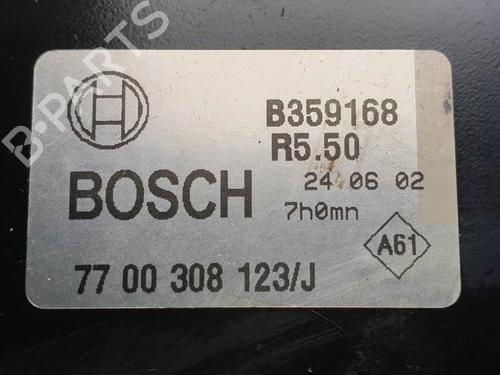 B-PARTS
B359168
R5.50
BOSCH
24 06 02
7h0mn
A61
77 00 308 123/J